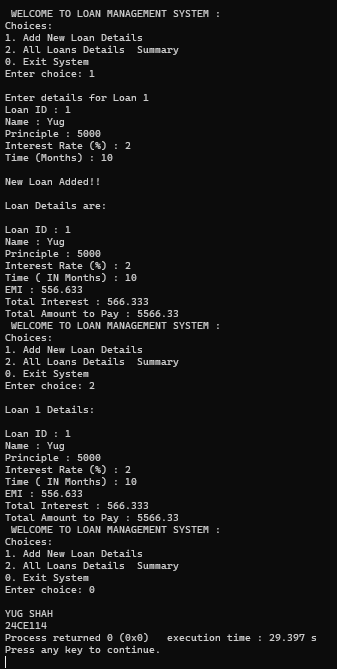 WELCOME TO LOAN MANAGEMENT SYSTEM :
Choices:
1. Add New Loan Details
2. All Loans Details  Summary
0. Exit System
Enter choice: 1

Enter details for Loan 1
Loan ID : 1
Name : Yug
Principle : 5000
Interest Rate (%) : 2
Time (Months) : 10

New Loan Added!!

Loan Details are:

Loan ID : 1
Name : Yug
Principle : 5000
Interest Rate (%) : 2
Time ( IN Months) : 10
EMI : 556.633
Total Interest : 566.333
Total Amount to Pay : 5566.33
WELCOME TO LOAN MANAGEMENT SYSTEM :
Choices:
1. Add New Loan Details
2. All Loans Details  Summary
0. Exit System
Enter choice: 2

Loan 1 Details:

Loan ID : 1
Name : Yug
Principle : 5000
Interest Rate (%) : 2
Time ( IN Months) : 10
EMI : 556.633
Total Interest : 566.333
Total Amount to Pay : 5566.33
WELCOME TO LOAN MANAGEMENT SYSTEM :
Choices:
1. Add New Loan Details
2. All Loans Details  Summary
0. Exit System
Enter choice: 0

YUG SHAH
24CE114
Process returned 0 (0x0)   execution time : 29.397 s
Press any key to continue.